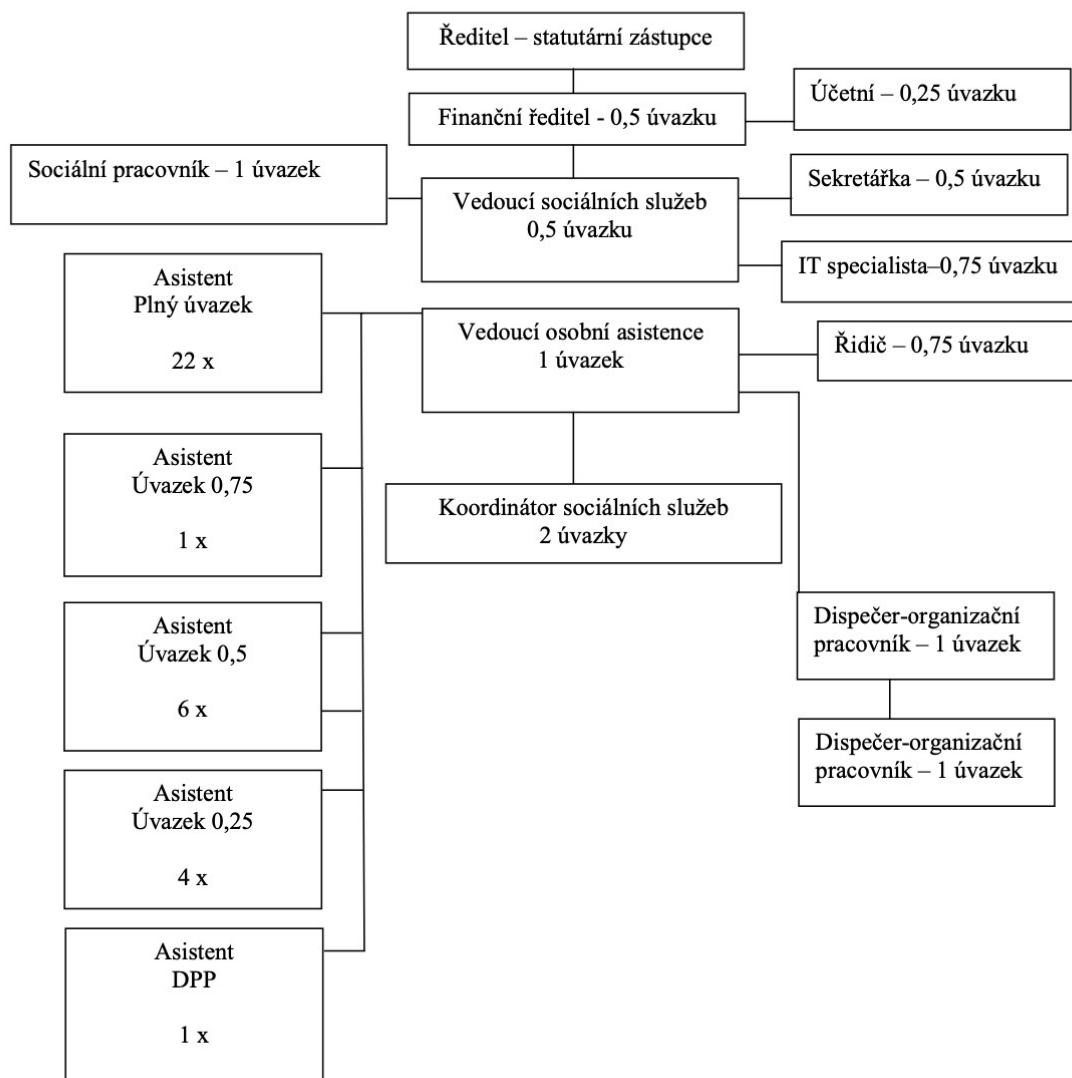 Ředitel – statutární zástupce
Finanční ředitel - 0,5 úvazku
Účetní – 0,25 úvazku
Sociální pracovník – 1 úvazek
Vedoucí sociálních služeb
0,5 úvazku
Sekretářka – 0,5 úvazku
IT specialista–0,75 úvazku
Asistent
Plný úvazek
22 x
Vedoucí osobní asistence
1 úvazek
Řidič – 0,75 úvazku
Asistent
Úvazek 0,75
1 x
Koordinátor sociálních služeb
2 úvazky
Asistent
Úvazek 0,5
6 x
Dispečer-organizační
pracovník – 1 úvazek
Dispečer-organizační
pracovník – 1 úvazek
Asistent
Úvazek 0,25
4 x
Asistent
DPP
1 x